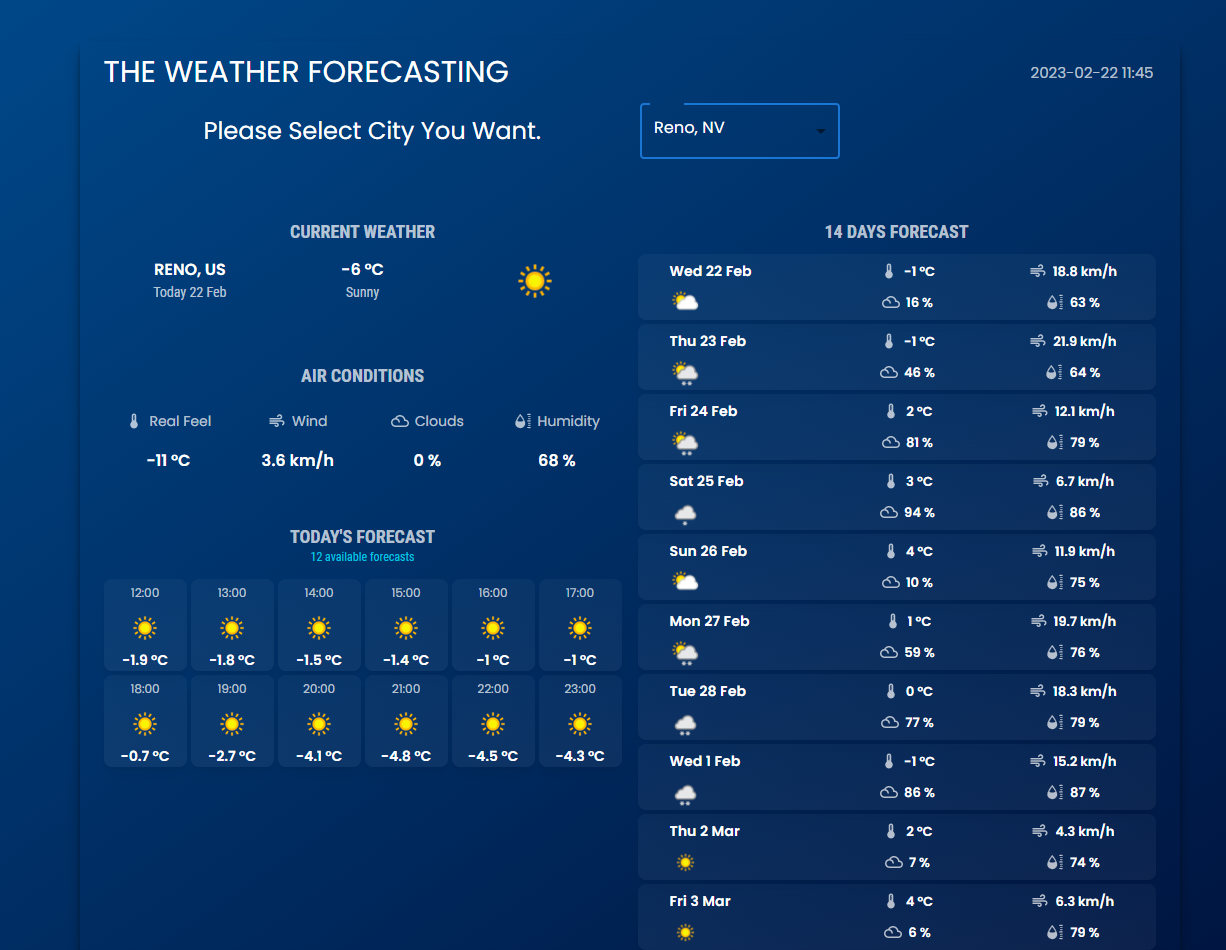 THE WEATHER FORECASTING
2023-02-22 11:45
Please Select City You Want.
Reno, NV
CURRENT WEATHER
RENO, US
Today 22 Feb
-6 °C
Sunny
AIR CONDITIONS
Real Feel
Wind
Clouds
Humidity
-11 °C
3.6 km/h
0 %
68 %
TODAY'S FORECAST
12 available forecasts
12:00
13:00
14:00
15:00
16:00
17:00
-1.9 °C
-1.8 °C
-1.5 °C
-1.4 °C
-1 °C
-1 °C
18:00
19:00
20:00
21:00
22:00
23:00
-0.7 °C
-2.7 °C
-4.1 °C
-4.8 °C
-4.5 °C
-4.3 °C
14 DAYS FORECAST
Wed 22 Feb
-1 °C
18.8 km/h
16 %
63 %
Thu 23 Feb
-1 °C
21.9 km/h
46 %
64 %
Fri 24 Feb
2 °C
12.1 km/h
81 %
79 %
Sat 25 Feb
3 °C
6.7 km/h
94 %
86 %
Sun 26 Feb
4 °C
11.9 km/h
10 %
75 %
Mon 27 Feb
1 °C
19.7 km/h
59 %
76 %
Tue 28 Feb
0 °C
18.3 km/h
77 %
79 %
Wed 1 Feb
-1 °C
15.2 km/h
86 %
87 %
Thu 2 Mar
2 °C
4.3 km/h
7 %
74 %
Fri 3 Mar
4 °C
6.3 km/h
6 %
79 %